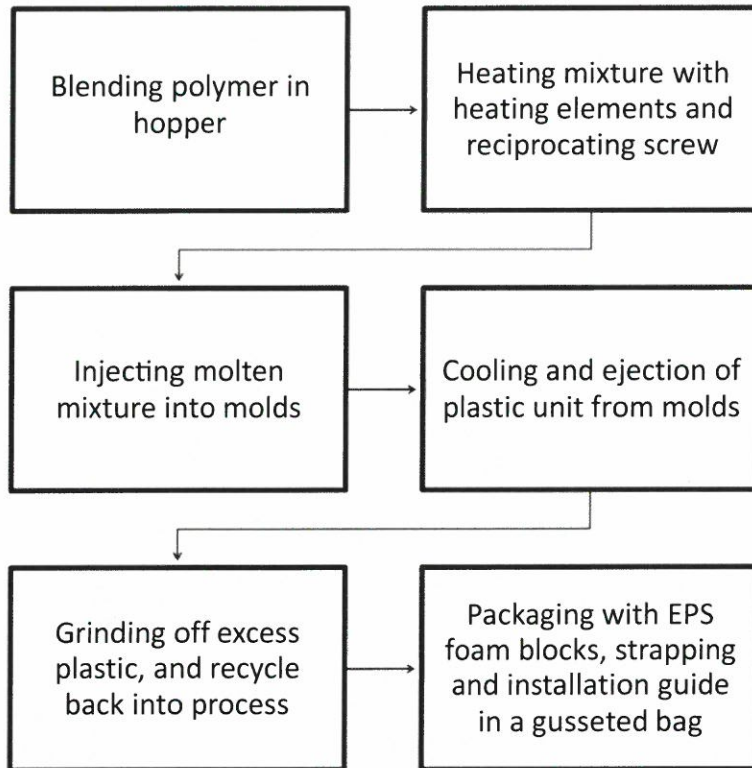 Blending polymer in
hopper
Heating mixture with
heating elements and
reciprocating screw
Injecting molten
mixture into molds
Cooling and ejection of
plastic unit from molds
Grinding off excess
plastic, and recycle
back into process
Packaging with EPS
foam blocks, strapping
and installation guide
in a gusseted bag